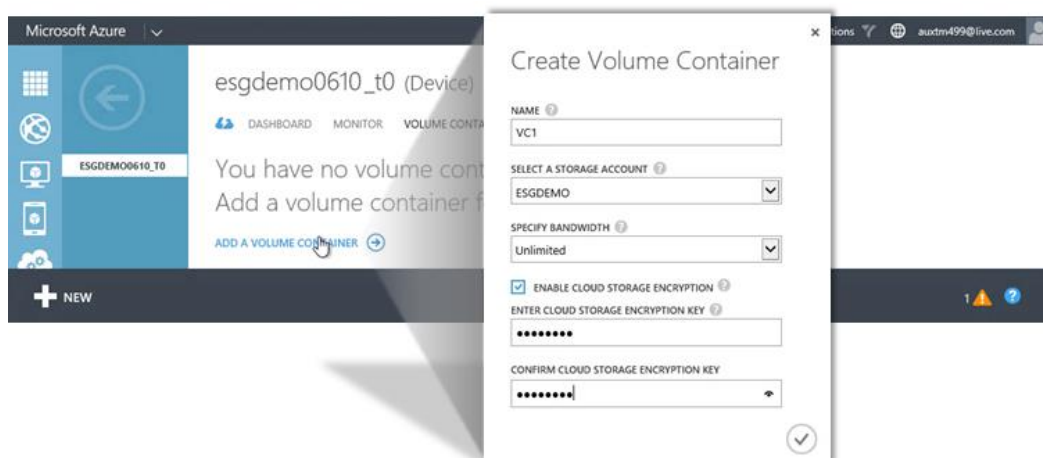 Microsoft Azure
tions
auxtm499@live.com
esgdemo0610_t0 (Device)
DASHBOARD MONITOR VOLUME CONTA
ESGDEMO0610_T0
You have no volume cont
Add a volume container f
ADD A VOLUME CONTAINER
NEW
1
Create Volume Container
NAME
VC1
SELECT A STORAGE ACCOUNT
ESGDEMO
SPECIFY BANDWIDTH
Unlimited
ENABLE CLOUD STORAGE ENCRYPTION
ENTER CLOUD STORAGE ENCRYPTION KEY
••••••••
CONFIRM CLOUD STORAGE ENCRYPTION KEY
••••••••